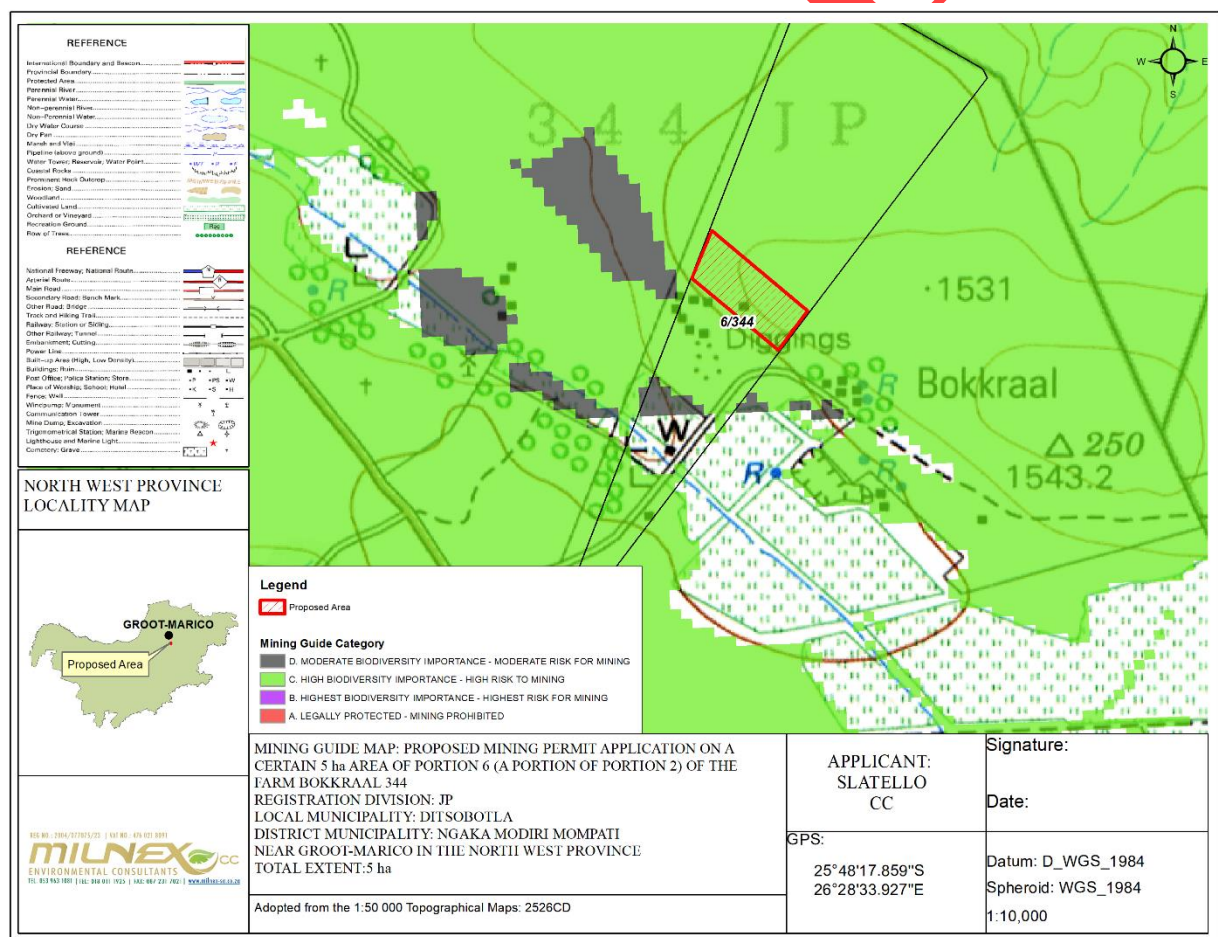 REFERENCE
International Boundary and Beacon
Provincial Boundary
Protected Area
Perennial River
Perennial Water
Non-perennial River
Non-Perennial Water
Dry Water Course
Dry Pan
Marsh and Vlei
Pipeline (above ground)
Water Tower; Reservoir; Water Point
Coastal Rocks
Prominent Rock Outcrop
Erosion; Sand
Woodland
Cultivated Land
Orchard or Vineyard
Recreation Ground
Row of Trees
REFERENCE
National Freeway; National Route
Arterial Route
Main Road
Secondary Road; Bench Mark
Other Road; Bridge
Track and Hiking Trail
Railway; Station or Siding
Other Railway; Tunnel
Embankment; Cutting
Power Line
Built-up Area (High, Low Density)
Buildings; Ruin
Post Office; Police Station; Store
Place of Worship; School; Hotel
Fence; Wall
Windpump; Monument
Communication Tower
Mine Dump; Excavation
Trigonometrical Station; Marine Beacon
Lighthouse and Marine Light
Cemetery; Grave
NORTH WEST PROVINCE
LOCALITY MAP
GROOT-MARICO
Proposed Area
MILNEX CC
ENVIRONMENTAL CONSULTANTS
N
W E
S
344 JP
R
1531
6/344
Diggings
R
Bokkraal
W
250
R
R
1543.2
Legend
Proposed Area
Mining Guide Category
D. MODERATE BIODIVERSITY IMPORTANCE - MODERATE RISK FOR MINING
C. HIGH BIODIVERSITY IMPORTANCE - HIGH RISK TO MINING
B. HIGHEST BIODIVERSITY IMPORTANCE - HIGHEST RISK FOR MINING
A. LEGALLY PROTECTED - MINING PROHIBITED
MINING GUIDE MAP: PROPOSED MINING PERMIT APPLICATION ON A
CERTAIN 5 ha AREA OF PORTION 6 (A PORTION OF PORTION 2) OF THE
FARM BOKKRAAL 344
REGISTRATION DIVISION: JP
LOCAL MUNICIPALITY: DITSOBOTLA
DISTRICT MUNICIPALITY: NGAKA MODIRI MOMPATI
NEAR GROOT-MARICO IN THE NORTH WEST PROVINCE
TOTAL EXTENT:5 ha
Adopted from the 1:50 000 Topographical Maps: 2526CD
APPLICANT:
SLATELLO
CC
GPS:
25°48'17.859"S
26°28'33.927"E
Signature:
Date:
Datum: D_WGS_1984
Spheroid: WGS_1984
1:10,000